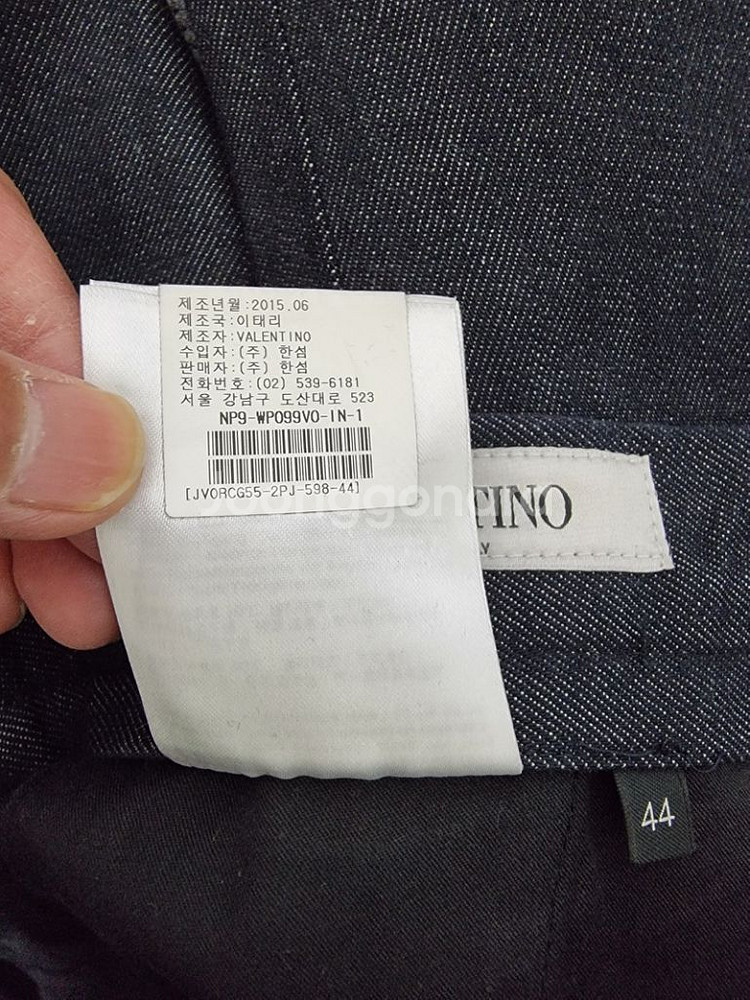 제조년월:2015.06
제조국:이태리
제조자:VALENTINO
수입자:(주) 한섬
판매자:(주) 한섬
전화번호:(02) 539-6181
서울 강남구 도산대로 523
NP9-WP099V0-IN-1
[JV0RCG55-2PJ-598-44]
TINO
Y
44